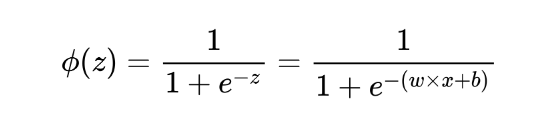 ϕ(z) = 1/(1 + e^{−z}) = 1/(1 + e^{−(w×x+b)})